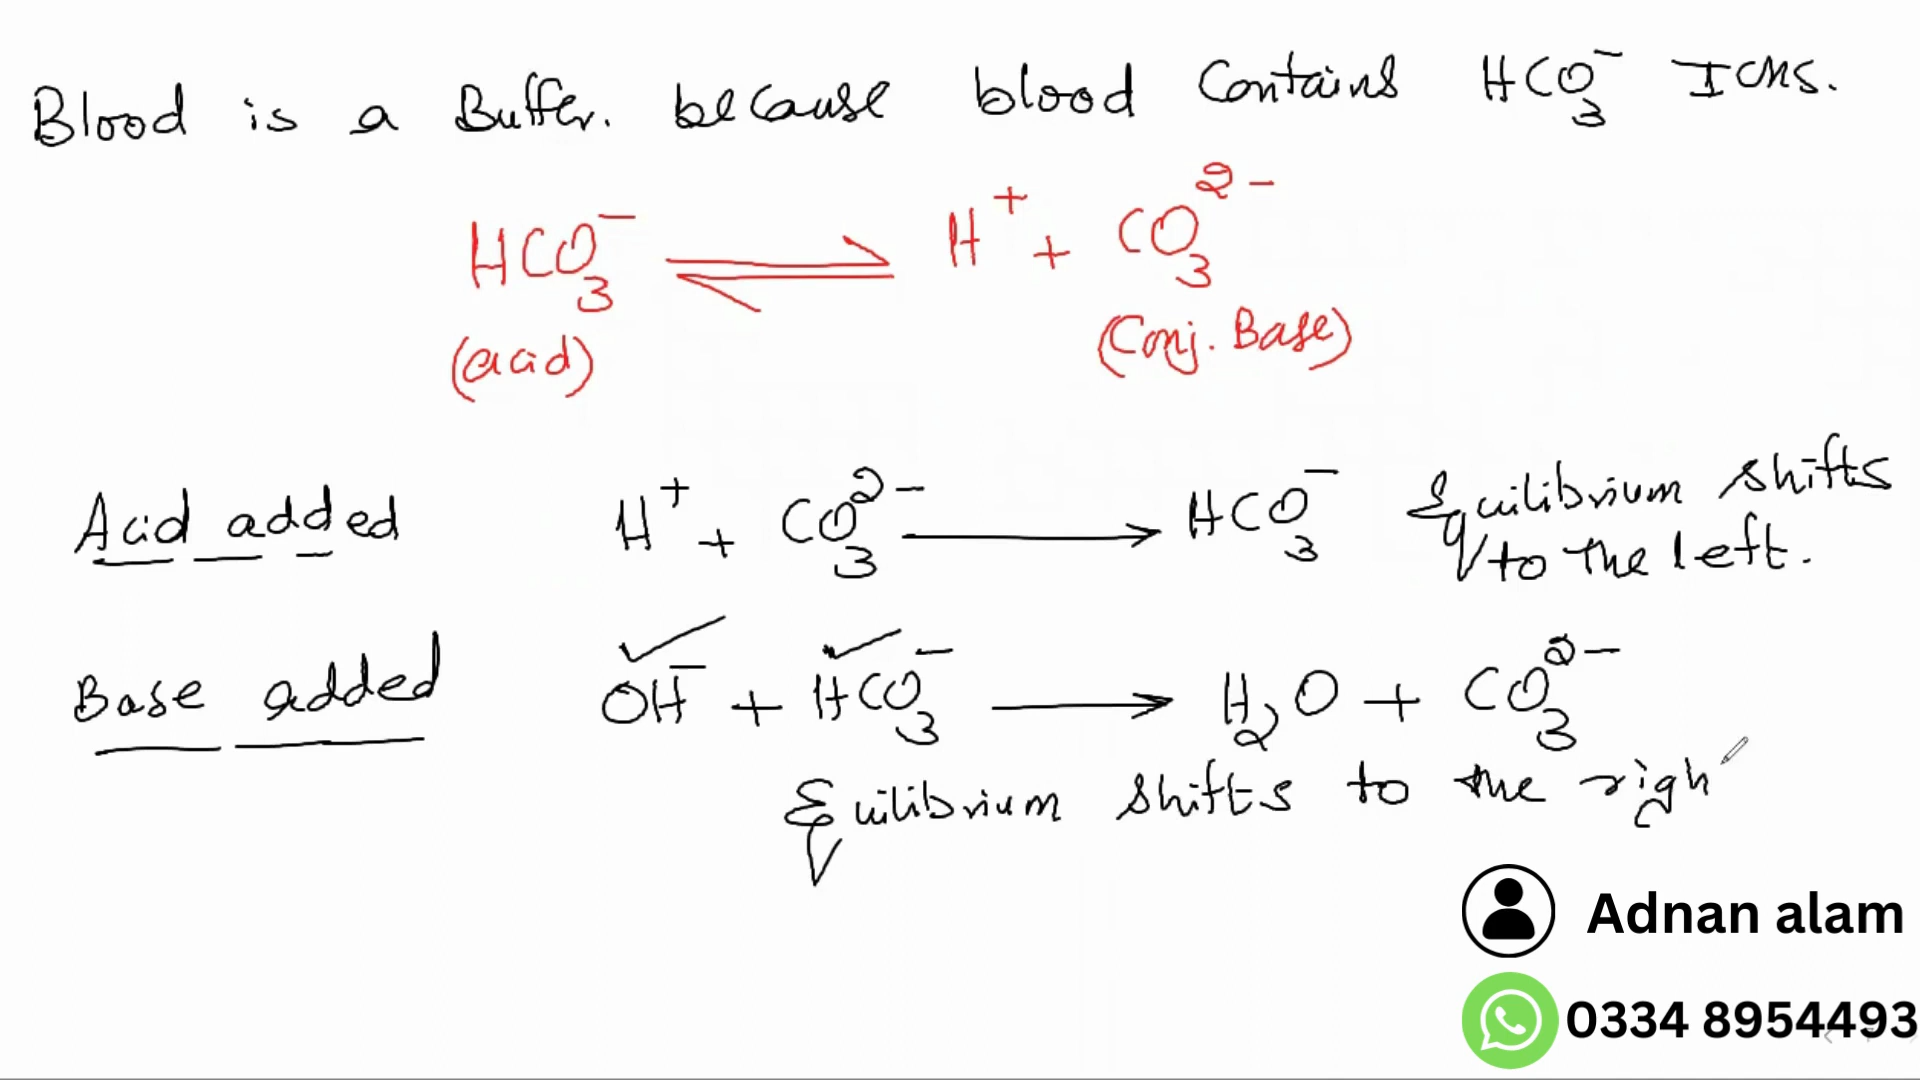 Blood is a Buffer. because blood Contains HCO₃⁻ Ions.
HCO₃⁻ ⇌ H⁺ + CO₃²⁻
(acid) (Conj. Base)
Acid added H⁺ + CO₃²⁻ ⟶ HCO₃⁻ Equilibrium shifts
to the left.
Base added OH⁻ + HCO₃⁻ ⟶ H₂O + CO₃²⁻
Equilibrium shifts to the righ
Adnan alam
0334 8954493